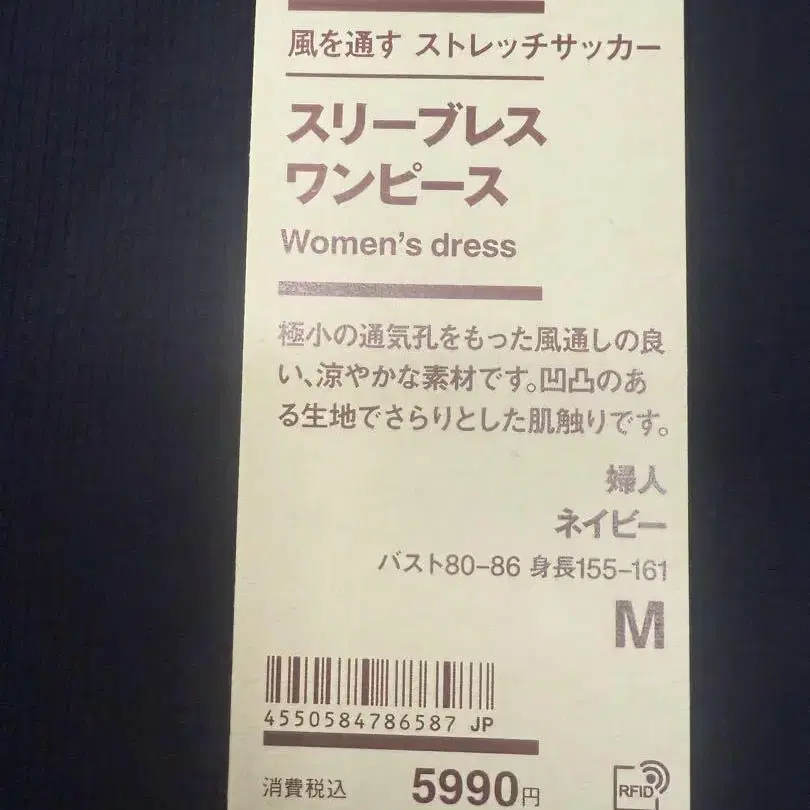 風を通す ストレッチサッカー
スリーブレス
ワンピース
Women's dress
極小の通気孔をもった風通しの良
い、涼やかな素材です。凹凸のあ
る生地でさらりとした肌触りです。
婦人
ネイビー
バスト80-86 身長155-161
M
4550584786587 JP
消費税込 5990円
RFID